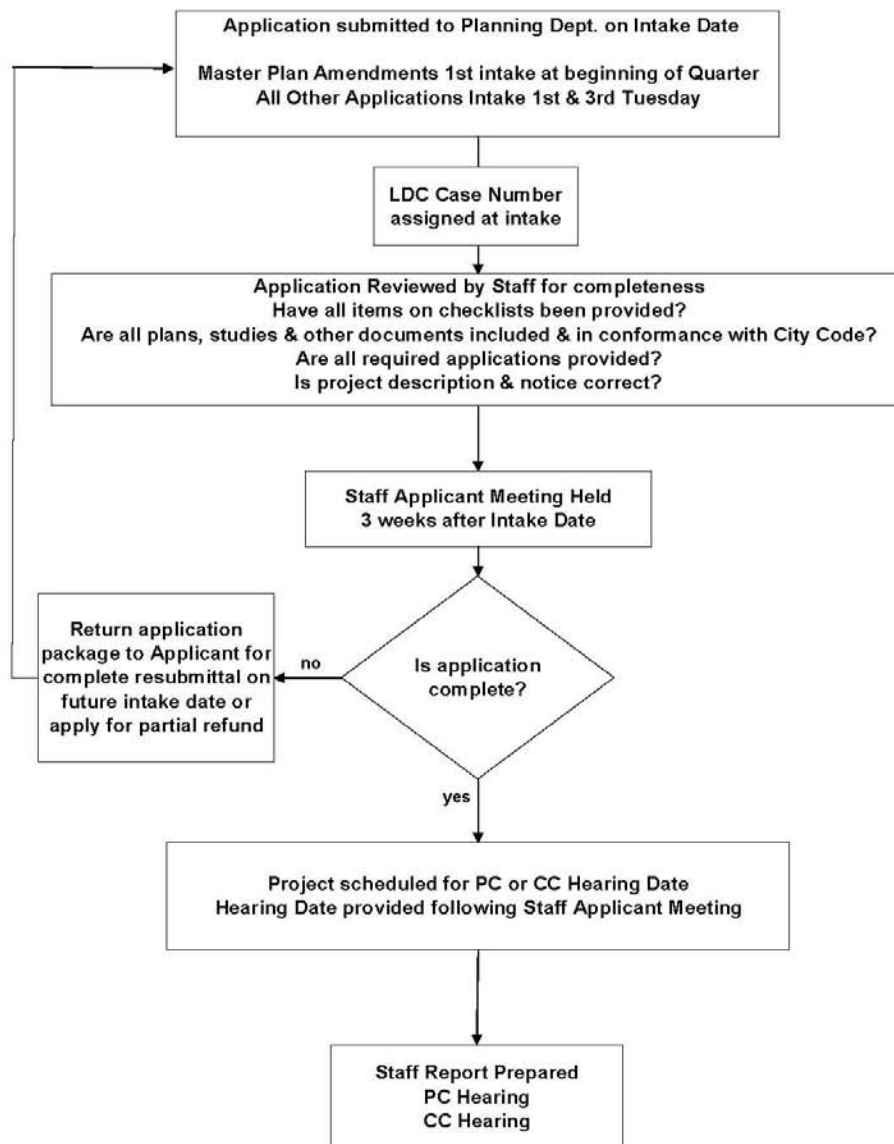 Application submitted to Planning Dept. on Intake Date
Master Plan Amendments 1st intake at beginning of Quarter
All Other Applications Intake 1st & 3rd Tuesday
LDC Case Number
assigned at intake
Application Reviewed by Staff for completeness
Have all items on checklists been provided?
Are all plans, studies & other documents included & in conformance with City Code?
Are all required applications provided?
Is project description & notice correct?
Staff Applicant Meeting Held
3 weeks after Intake Date
Is application
complete?
no
Return application
package to Applicant for
complete resubmittal on
future intake date or
apply for partial refund
yes
Project scheduled for PC or CC Hearing Date
Hearing Date provided following Staff Applicant Meeting
Staff Report Prepared
PC Hearing
CC Hearing